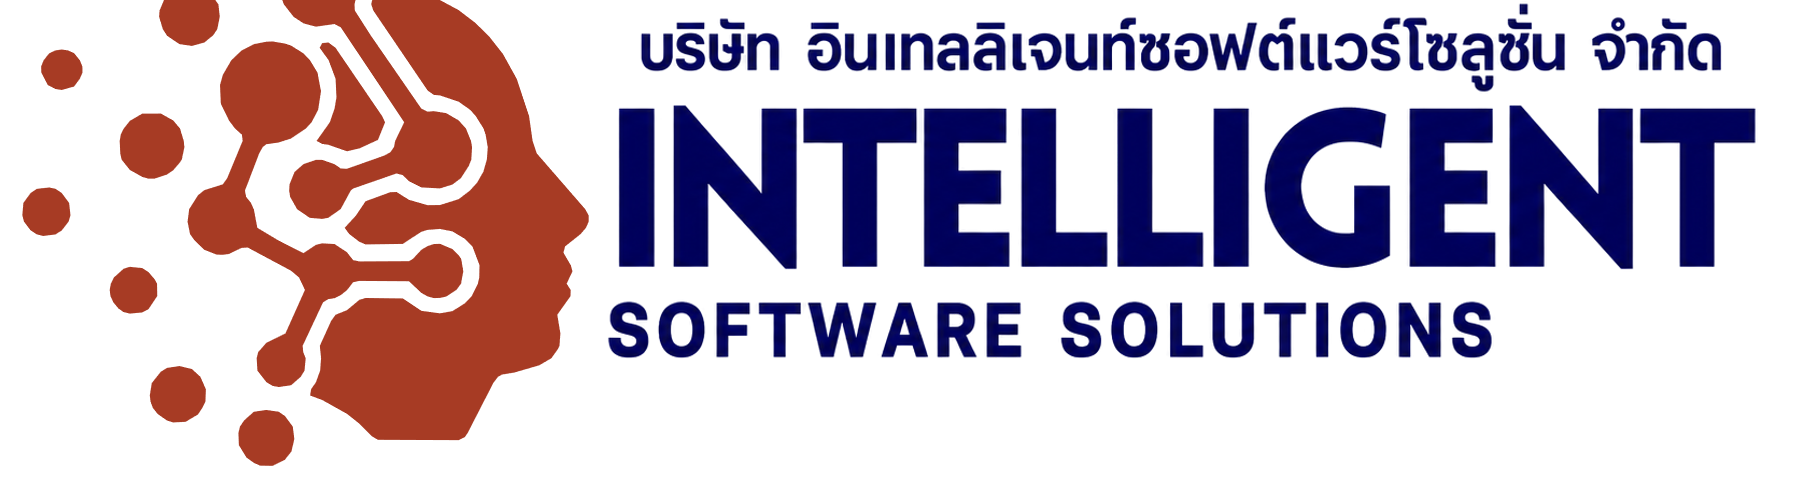 บริษัท อินเทลลิเจนท์ซอฟต์แวร์โซลูชั่น จำกัด
INTELLIGENT
SOFTWARE SOLUTIONS